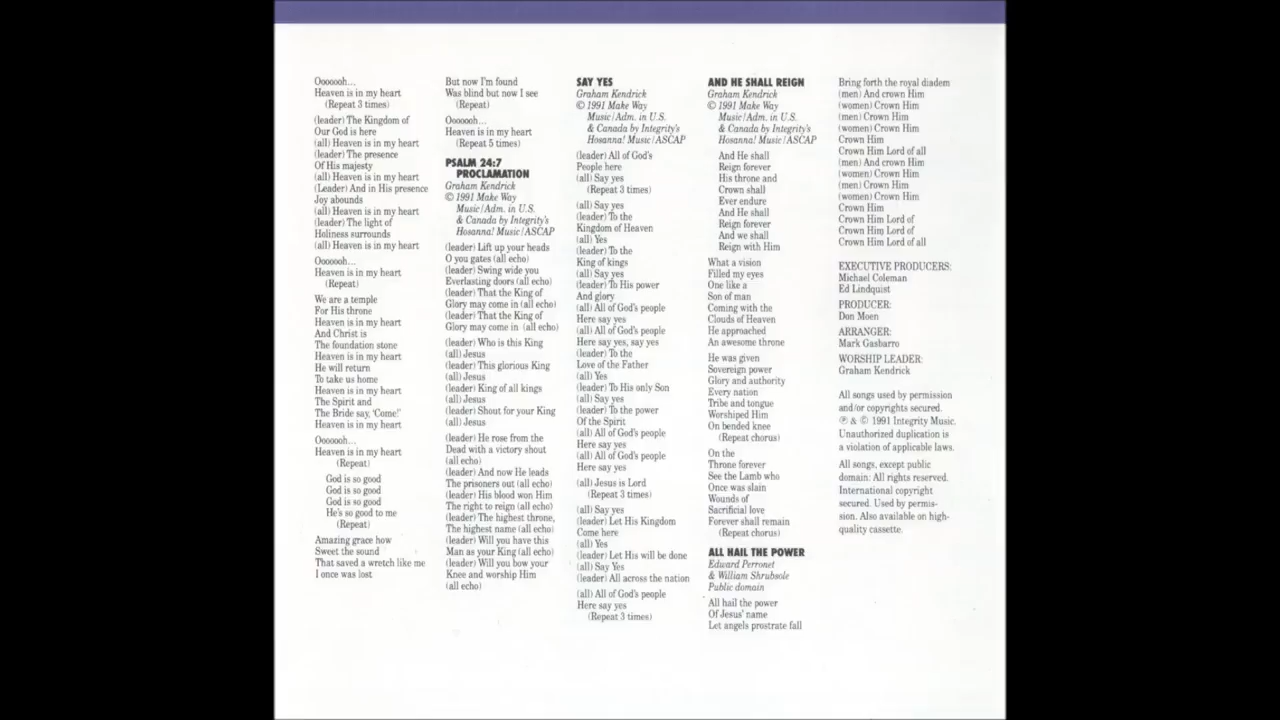 Ooooooh...
Heaven is in my heart
(Repeat 3 times)
(leader) The Kingdom of
Our God is here
(all) Heaven is in my heart
(leader) The presence
Of His majesty
(all) Heaven is in my heart
(Leader) And in His presence
Joy abounds
(all) Heaven is in my heart
(leader) The light of
Holiness surrounds
(all) Heaven is in my heart
Ooooooh...
Heaven is in my heart
(Repeat)
We are a temple
For His throne
Heaven is in my heart
And Christ is
The foundation stone
Heaven is in my heart
He will return
To take us home
Heaven is in my heart
The Spirit and
The Bride say, 'Come!'
Heaven is in my heart
Ooooooh...
Heaven is in my heart
(Repeat)
God is so good
God is so good
God is so good
He's so good to me
(Repeat)
Amazing grace how
Sweet the sound
That saved a wretch like me
I once was lost
But now I'm found
Was blind but now I see
(Repeat)
Ooooooh...
Heaven is in my heart
(Repeat 5 times)
PSALM 24:7
PROCLAMATION
Graham Kendrick
© 1991 Make Way
Music/Adm. in U.S.
& Canada by Integrity's
Hosanna! Music/ASCAP
(leader) Lift up your heads
O you gates (all echo)
(leader) Swing wide you
Everlasting doors (all echo)
(leader) That the King of
Glory may come in (all echo)
(leader) That the King of
Glory may come in (all echo)
(leader) Who is this King
(all) Jesus
(leader) This glorious King
(all) Jesus
(leader) King of all kings
(all) Jesus
(leader) Shout for your King
(all) Jesus
(leader) He rose from the
Dead with a victory shout
(all echo)
(leader) And now He leads
The prisoners out (all echo)
(leader) His blood won Him
The right to reign (all echo)
(leader) The highest throne,
The highest name (all echo)
(leader) Will you have this
Man as your King (all echo)
(leader) Will you bow your
Knee and worship Him
(all echo)
SAY YES
Graham Kendrick
© 1991 Make Way
Music/Adm. in U.S.
& Canada by Integrity's
Hosanna! Music/ASCAP
(leader) All of God's
People here
(all) Say yes
(Repeat 3 times)
(all) Say yes
(leader) To the
Kingdom of Heaven
(all) Yes
(leader) To the
King of kings
(all) Say yes
(leader) To His power
And glory
(all) All of God's people
Here say yes
(all) All of God's people
Here say yes, say yes
(leader) To the
Love of the Father
(all) Yes
(leader) To His only Son
(all) Say yes
(leader) To the power
Of the Spirit
(all) All of God's people
Here say yes
(all) All of God's people
Here say yes
(all) Jesus is Lord
(Repeat 3 times)
(all) Say yes
(leader) Let His Kingdom
Come here
(all) Yes
(leader) Let His will be done
(all) Say Yes
(leader) All across the nation
(all) All of God's people
Here say yes
(Repeat 3 times)
AND HE SHALL REIGN
Graham Kendrick
© 1991 Make Way
Music/Adm. in U.S.
& Canada by Integrity's
Hosanna! Music/ASCAP
And He shall
Reign forever
His throne and
Crown shall
Ever endure
And He shall
Reign forever
And we shall
Reign with Him
What a vision
Filled my eyes
One like a
Son of man
Coming with the
Clouds of Heaven
He approached
An awesome throne
He was given
Sovereign power
Glory and authority
Every nation
Tribe and tongue
Worshiped Him
On bended knee
(Repeat chorus)
On the
Throne forever
See the Lamb who
Once was slain
Wounds of
Sacrificial love
Forever shall remain
(Repeat chorus)
ALL HAIL THE POWER
Edward Perronet
& William Shrubsole
Public domain
All hail the power
Of Jesus' name
Let angels prostrate fall
Bring forth the royal diadem
(men) And crown Him
(women) Crown Him
(men) Crown Him
(women) Crown Him
Crown Him
Crown Him Lord of all
(men) And crown Him
(women) Crown Him
(men) Crown Him
(women) Crown Him
Crown Him
Crown Him Lord of
Crown Him Lord of
Crown Him Lord of all
EXECUTIVE PRODUCERS:
Michael Coleman
Ed Lindquist
PRODUCER:
Don Moen
ARRANGER:
Mark Gasbarro
WORSHIP LEADER:
Graham Kendrick
All songs used by permission
and/or copyrights secured.
℗ & © 1991 Integrity Music.
Unauthorized duplication is
a violation of applicable laws.
All songs, except public
domain: All rights reserved.
International copyright
secured. Used by permis-
sion. Also available on high-
quality cassette.